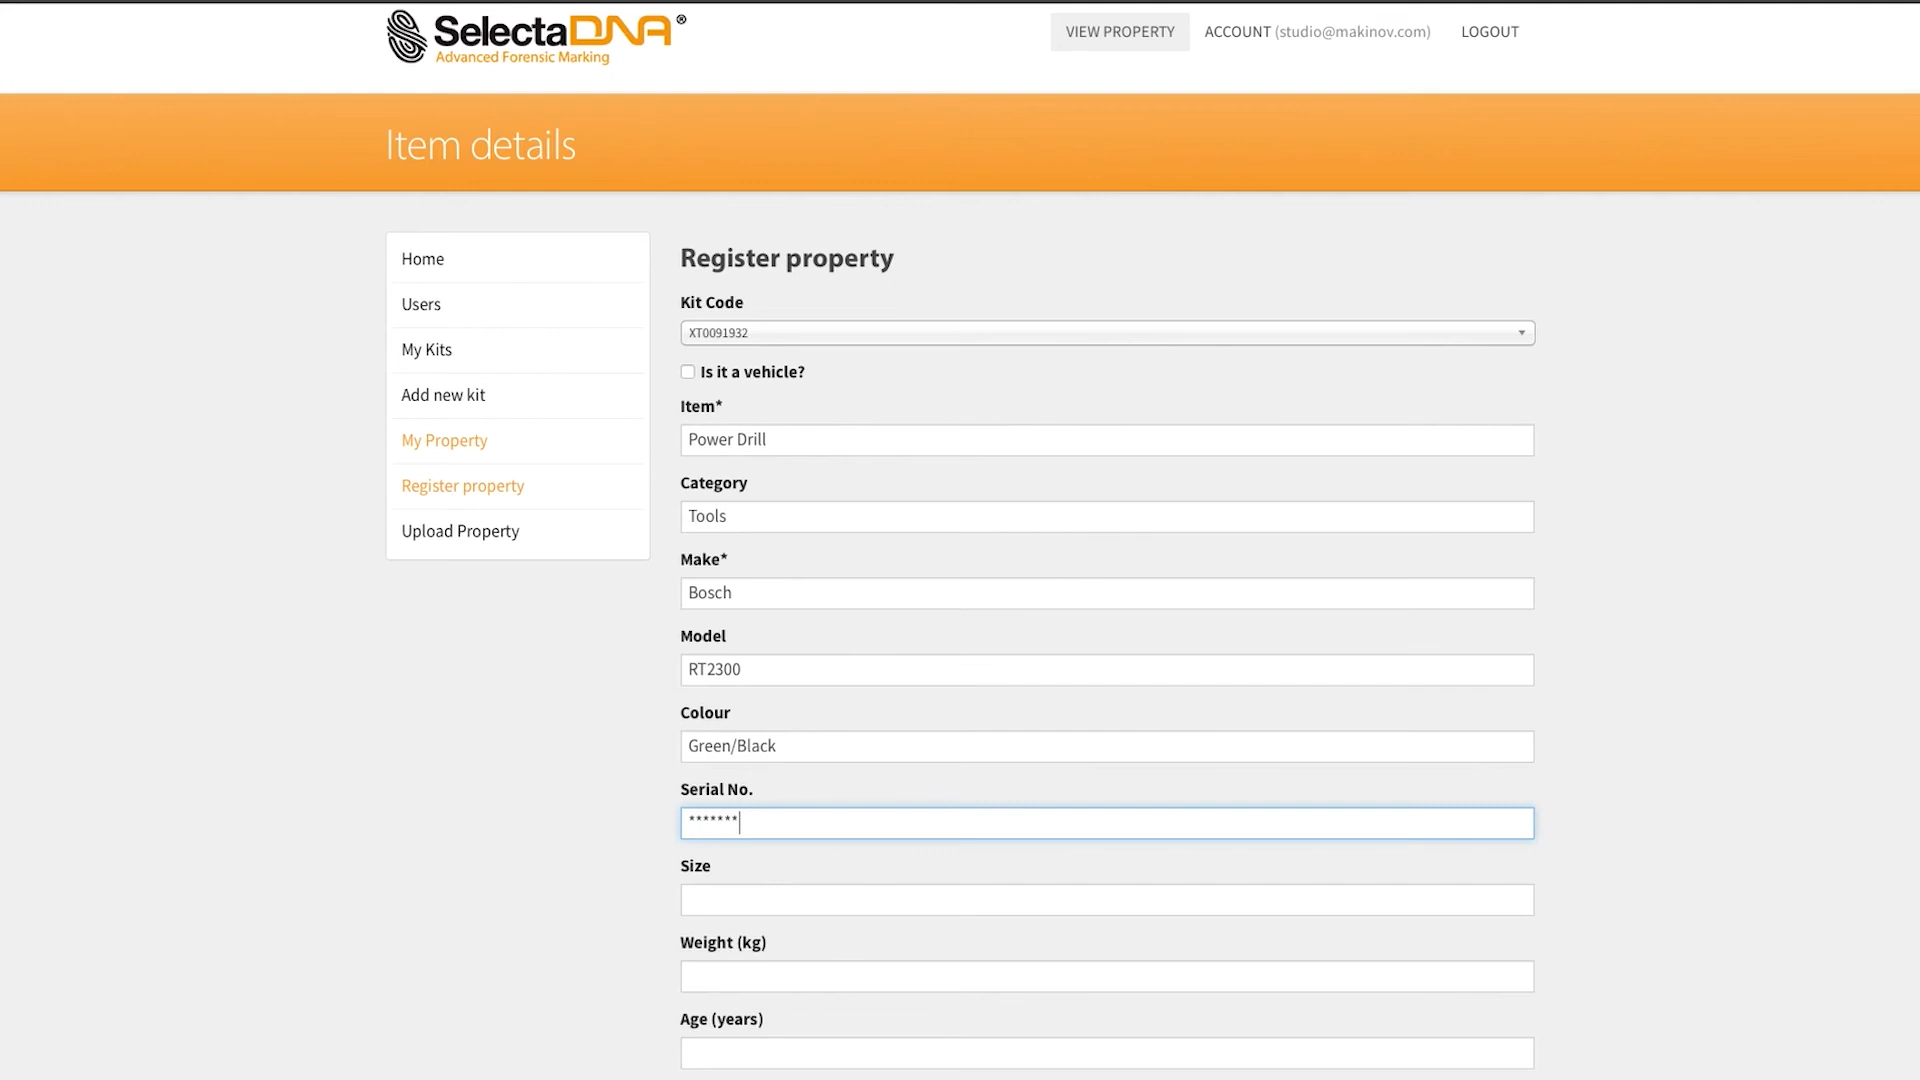 SelectaDNA®
Advanced Forensic Marking
VIEW PROPERTY
ACCOUNT (studio@makinov.com)
LOGOUT
Item details
Home
Users
My Kits
Add new kit
My Property
Register property
Upload Property
Register property
Kit Code
XT0091932
Is it a vehicle?
Item*
Power Drill
Category
Tools
Make*
Bosch
Model
RT2300
Colour
Green/Black
Serial No.
*******
Size
Weight (kg)
Age (years)